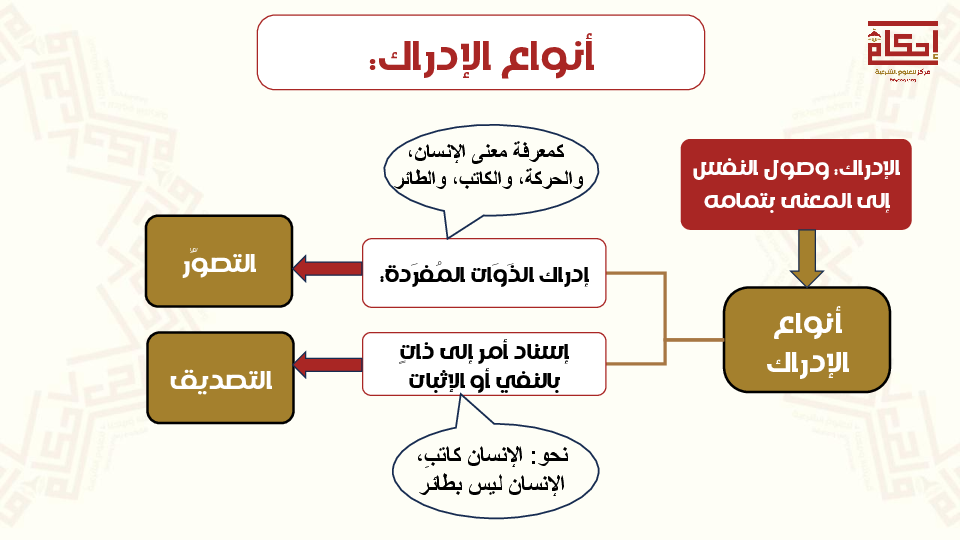 أنواع الإدراك:
إحكام
مركز للعلوم الشرعية
الإدراك: وصول النفس
إلى المعنى بتمامه
أنواع
الإدراك
كمعرفة معنى الإنسان،
والحركة، والكاتب، والطائر
إدراك الذَوَات المُفرَدة:
التصوّر
إسناد أمر إلى ذاتٍ
بالنفي أو الإثبات
التصديق
نحو: الإنسان كاتبٌ،
الإنسان ليس بطائر